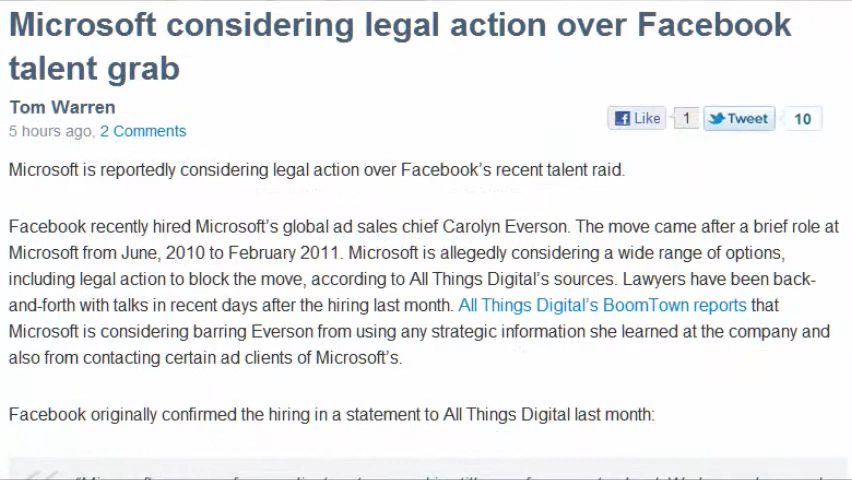 Microsoft considering legal action over Facebook
talent grab
Tom Warren
5 hours ago, 2 Comments
Like 1 Tweet 10
Microsoft is reportedly considering legal action over Facebook's recent talent raid.
Facebook recently hired Microsoft's global ad sales chief Carolyn Everson. The move came after a brief role at
Microsoft from June, 2010 to February 2011. Microsoft is allegedly considering a wide range of options,
including legal action to block the move, according to All Things Digital's sources. Lawyers have been back-
and-forth with talks in recent days after the hiring last month. All Things Digital's BoomTown reports that
Microsoft is considering barring Everson from using any strategic information she learned at the company and
also from contacting certain ad clients of Microsoft's.
Facebook originally confirmed the hiring in a statement to All Things Digital last month: